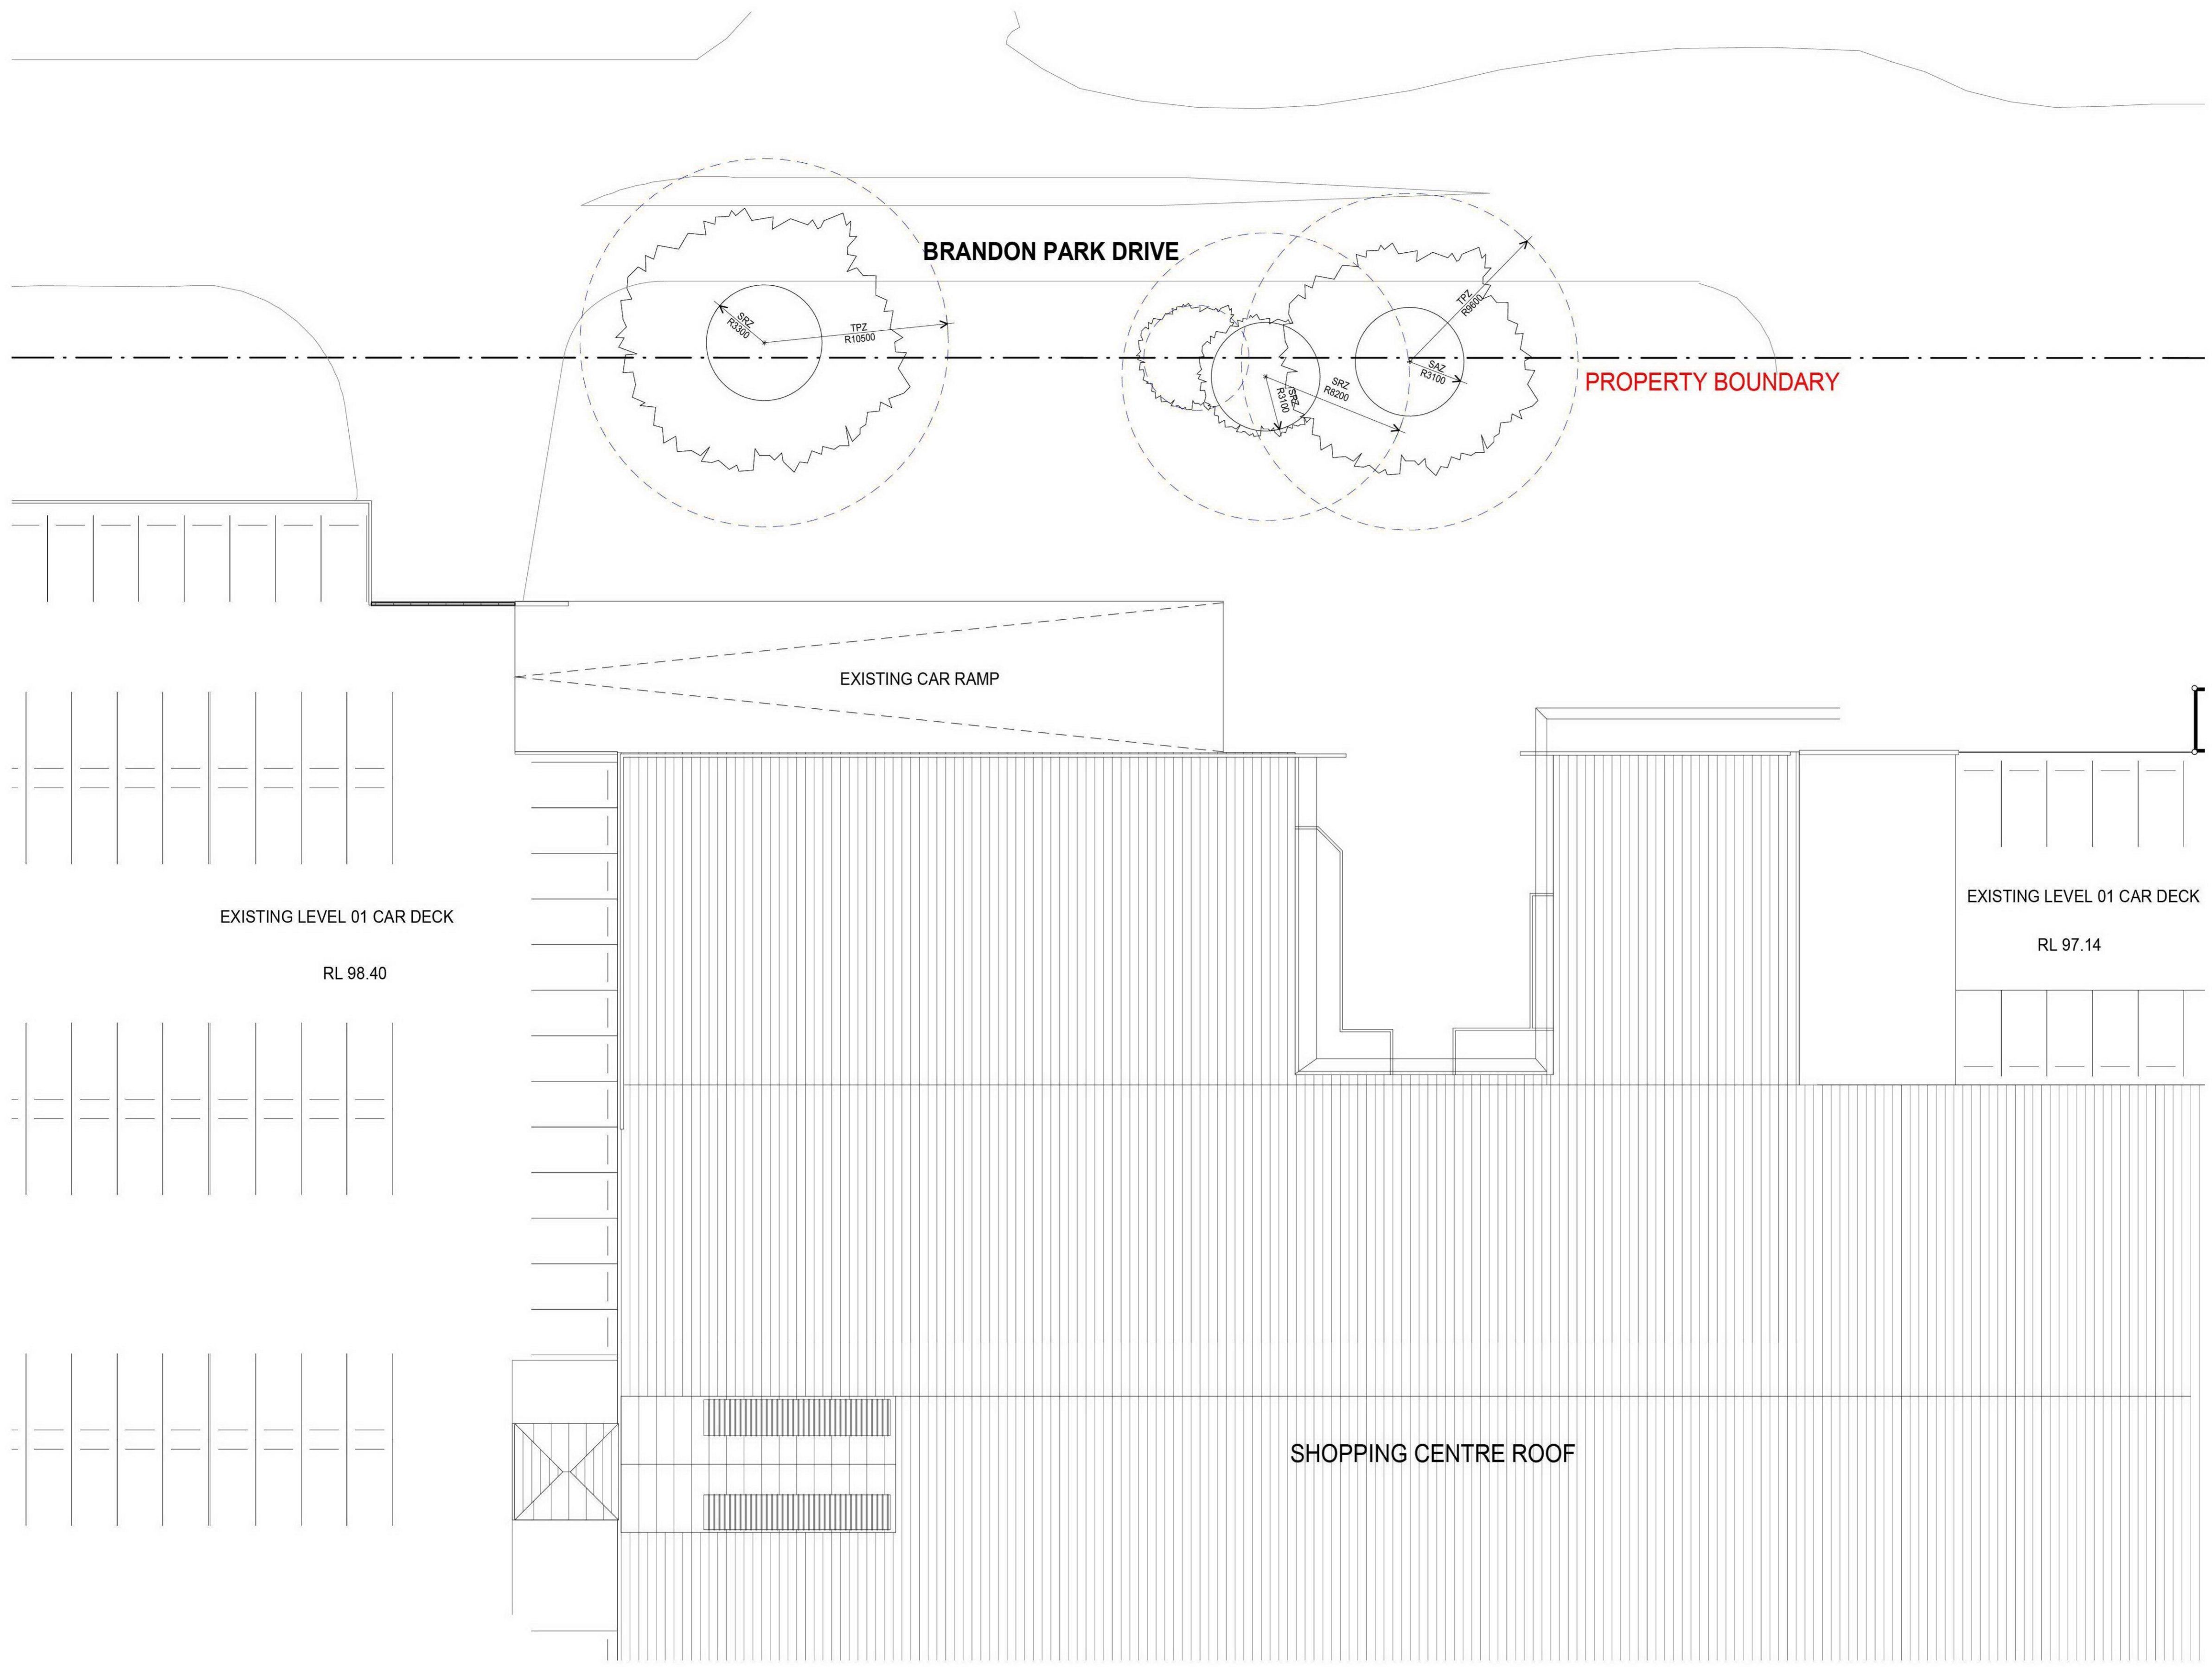 BRANDON PARK DRIVE
SRZ
R3300
TPZ
R10500
TPZ
R9600
SAZ
R3100
SRZ
R8200
SRZ
R3100
PROPERTY BOUNDARY
EXISTING CAR RAMP
EXISTING LEVEL 01 CAR DECK
RL 98.40
EXISTING LEVEL 01 CAR DECK
RL 97.14
SHOPPING CENTRE ROOF